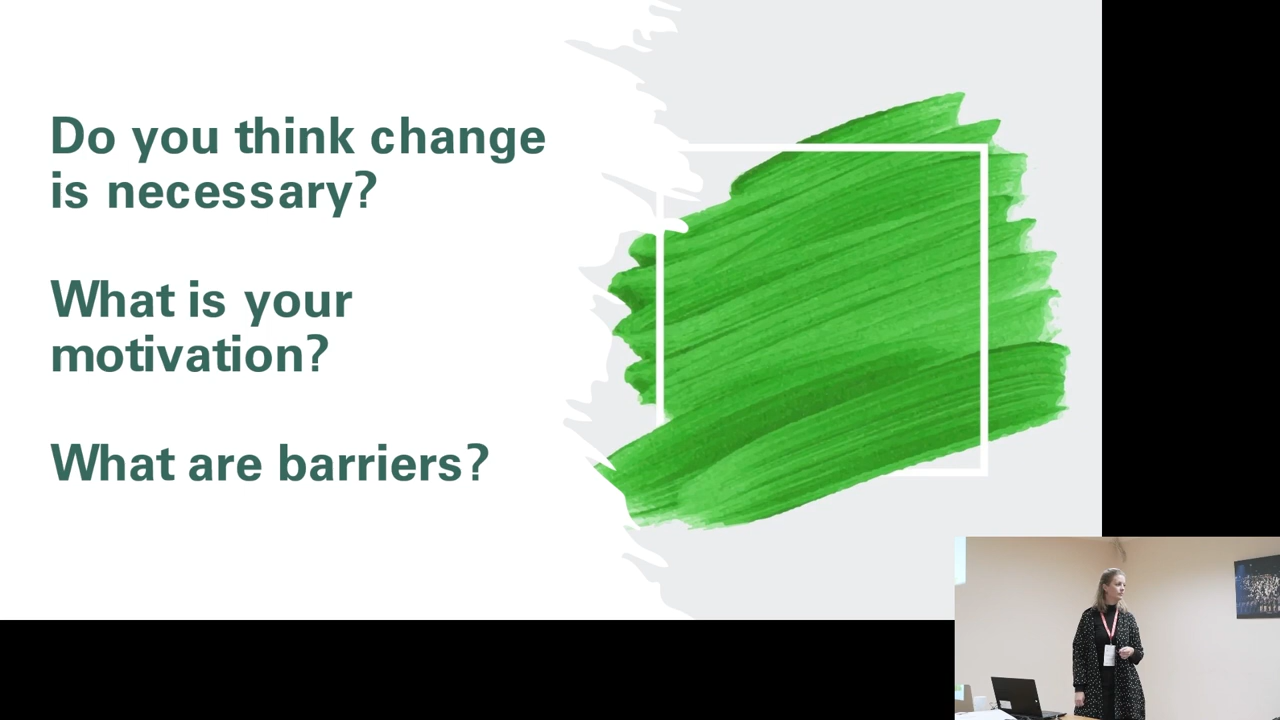 Do you think change
is necessary?
What is your
motivation?
What are barriers?